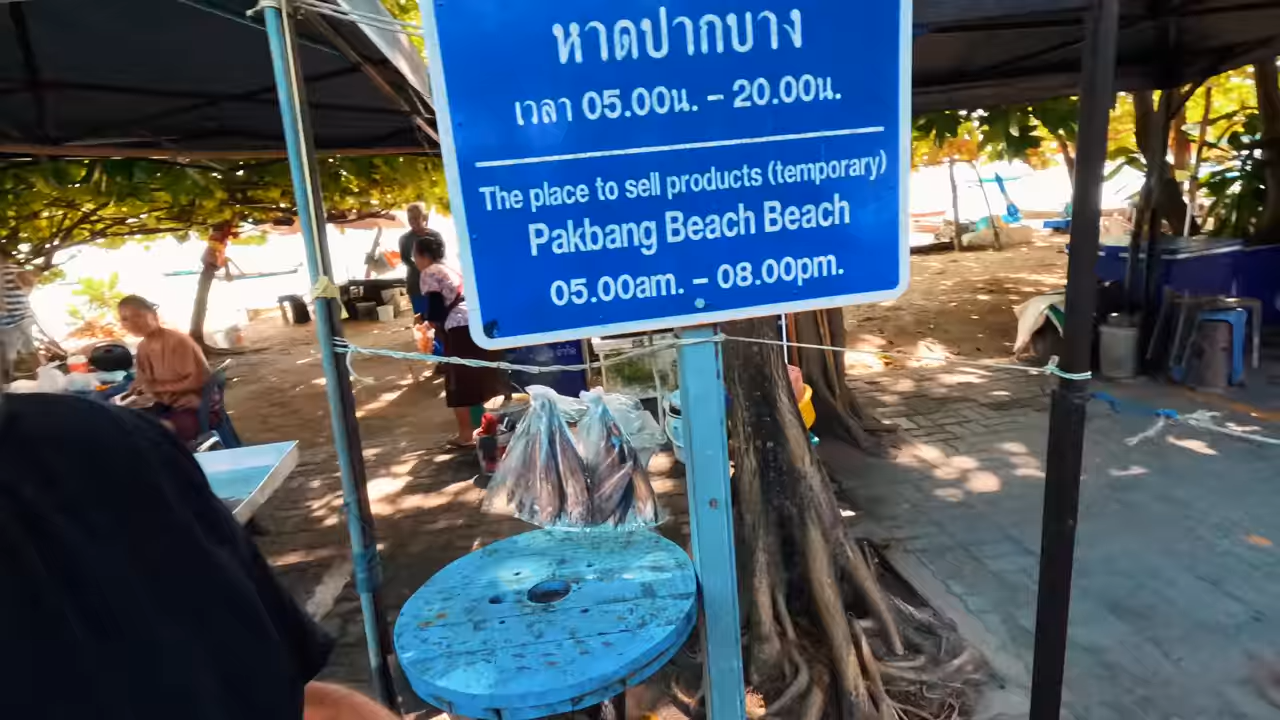 หาดปากบาง
เวลา 05.00น. – 20.00น.
The place to sell products (temporary)
Pakbang Beach Beach
05.00am. – 08.00pm.